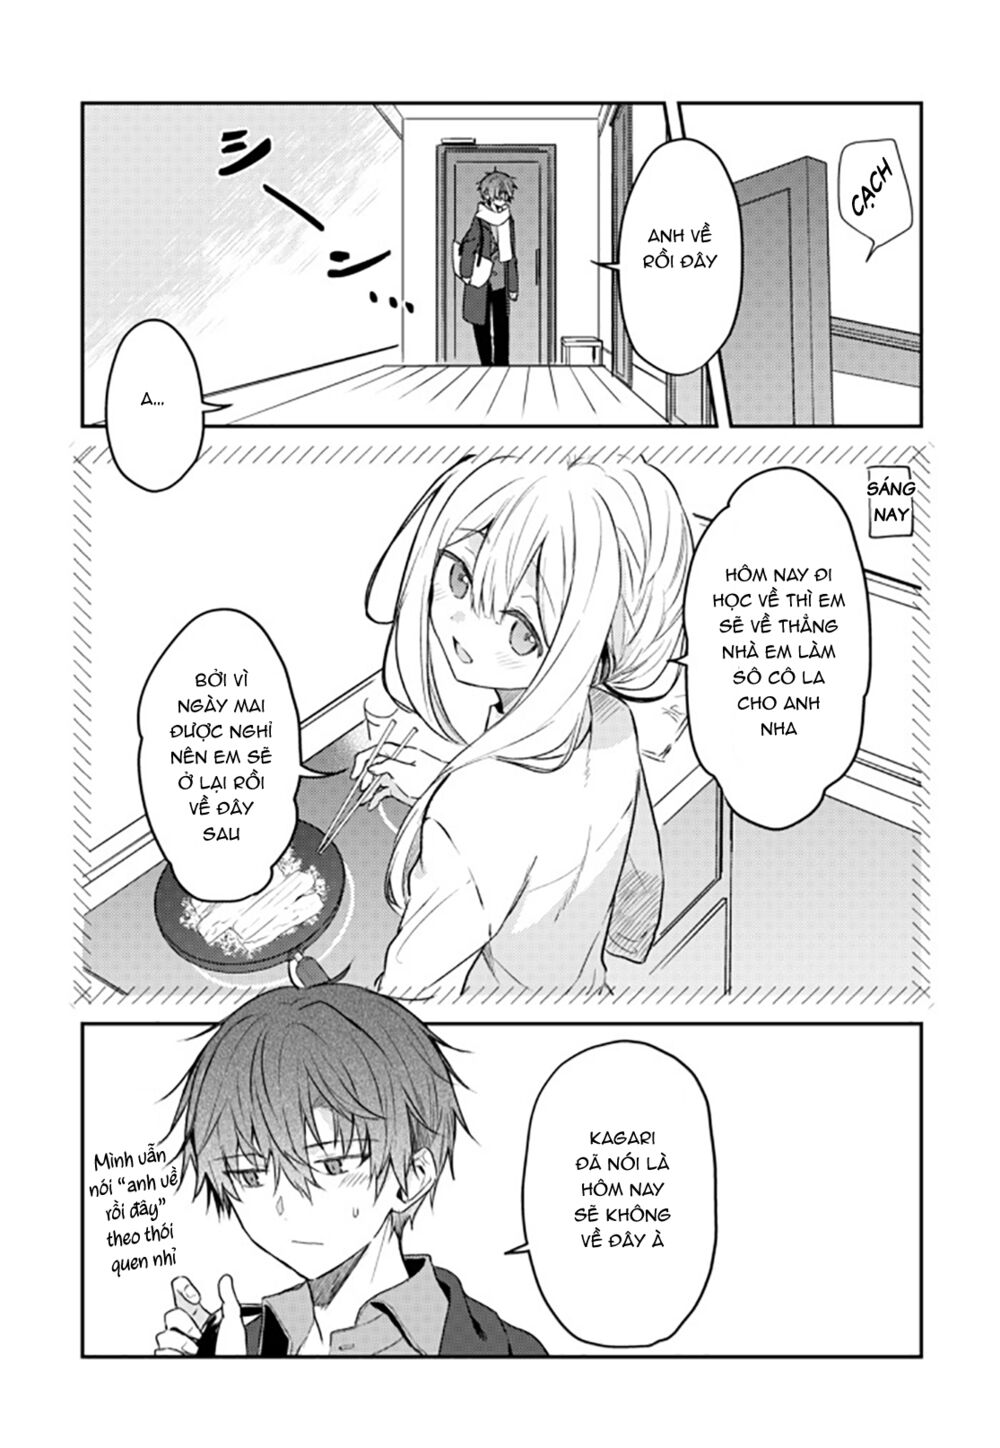 CẠCH
ANH VỀ
RỒI ĐÂY
シーン
A...
SÁNG
NAY
HÔM NAY ĐI
HỌC VỀ THÌ EM
SẼ VỀ THẲNG
NHÀ EM LÀM
SÔ CÔ LA
CHO ANH
NHA
BỞI VÌ
NGÀY MAI
ĐƯỢC NGHỈ
NÊN EM SẼ
Ở LẠI RỒI
VỀ ĐÂY
SAU
KAGARI
ĐÃ NÓI LÀ
HÔM NAY
SẼ KHÔNG
VỀ ĐÂY À
Mình vẫn
nói “anh về
rồi đây”
theo thói
quen nhỉ